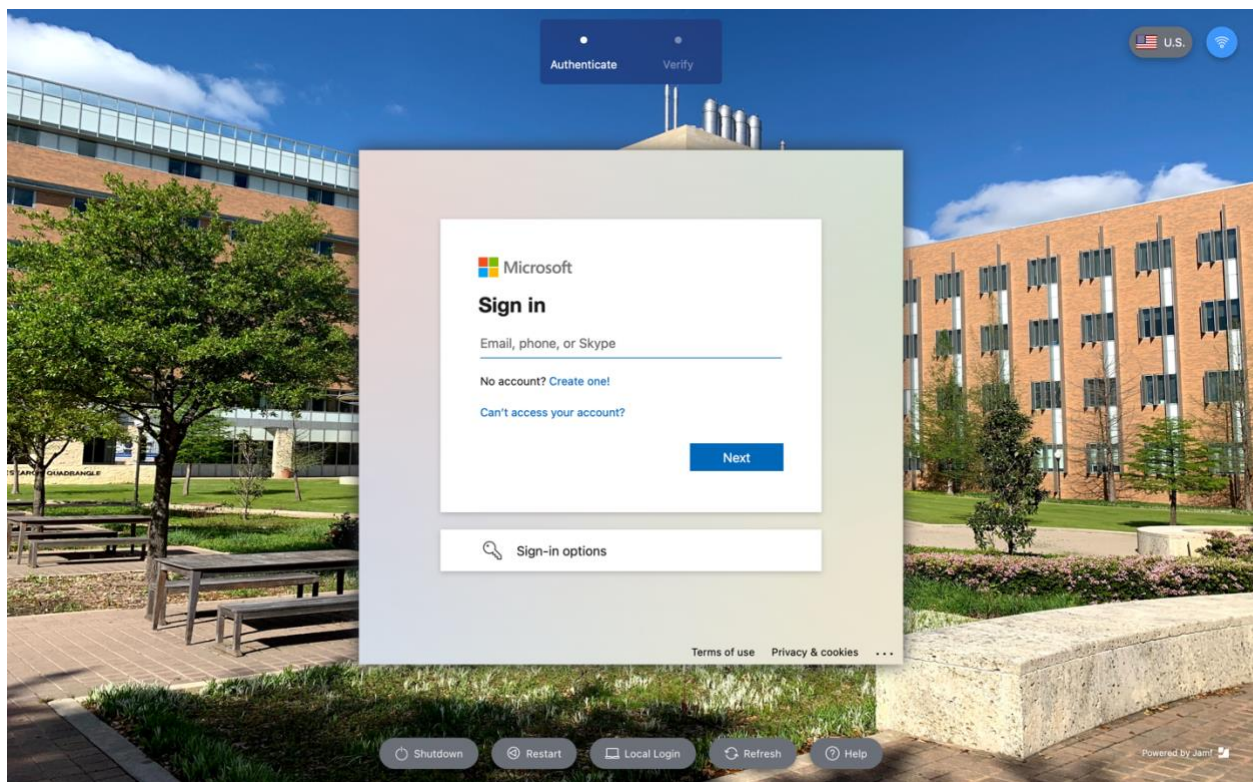 Authenticate
Verify
U.S.
Microsoft
Sign in
Email, phone, or Skype
No account? Create one!
Can't access your account?
Next
Sign-in options
QUADRANGLE
Terms of use Privacy & cookies ...
Shutdown
Restart
Local Login
Refresh
Help
Powered by Jamf